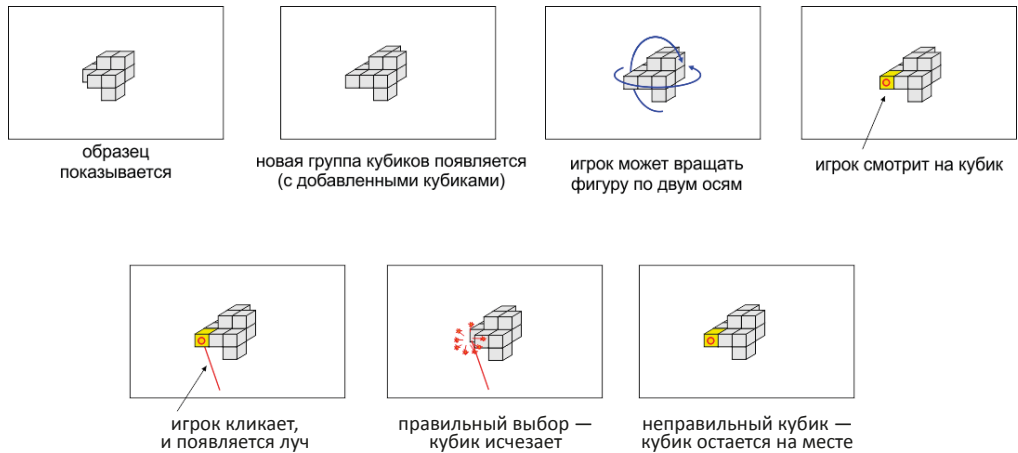 образец
показывается
новая группа кубиков появляется
(с добавленными кубиками)
игрок может вращать
фигуру по двум осям
игрок смотрит на кубик
игрок кликает,
и появляется луч
правильный выбор —
кубик исчезает
неправильный кубик —
кубик остается на месте